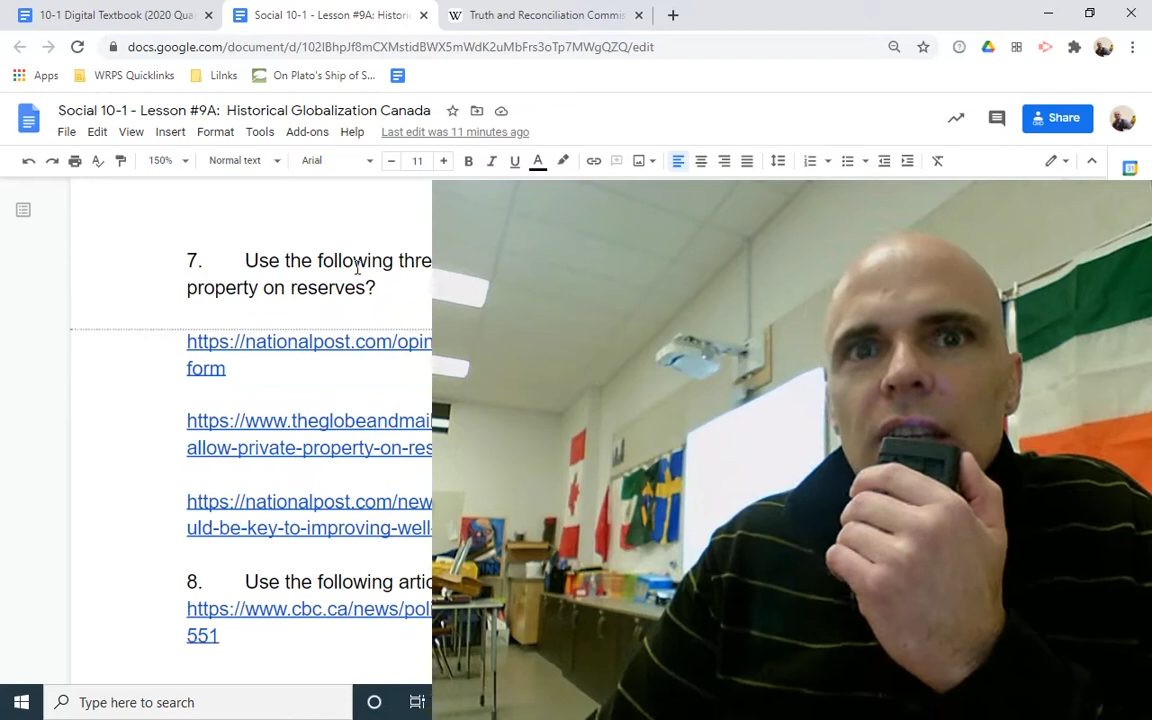 10-1 Digital Textbook (2020 Qua
Social 10-1 - Lesson #9A: Histori
Truth and Reconciliation Commis
docs.google.com/document/d/102IBhpJf8mCXMstidBWX5mWdK2uMbFrs3oTp7MWgQZQ/edit
Apps
WRPS Quicklinks
Lilnks
On Plato's Ship of S...
Social 10-1 - Lesson #9A: Historical Globalization Canada
Share
File Edit View Insert Format Tools Add-ons Help Last edit was 11 minutes ago
150% Normal text Arial 11
7. Use the following thre
property on reserves?
https://nationalpost.com/opin
form
https://www.theglobeandmail
allow-private-property-on-res
https://nationalpost.com/new
uld-be-key-to-improving-well-
8. Use the following artic
https://www.cbc.ca/news/poli
551
Type here to search